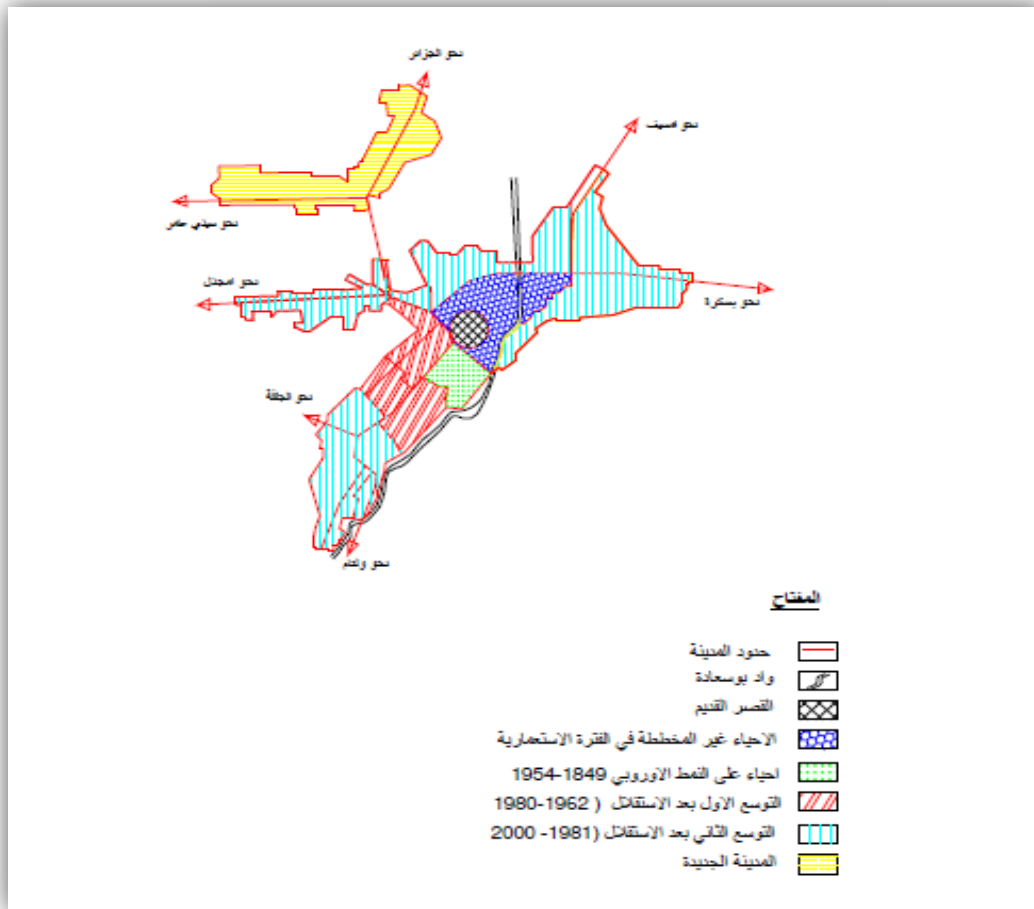 نحو الجزائر
نحو المسيلة
نحو سيدي عامر
نحو امجدل
نحو بسكرة
نحو الجلفة
نحو ولتام
المفتاح
حدود المدينة
واد بوسعادة
القصر القديم
الاحياء غير المخططة في الفترة الاستعمارية
احياء على النمط الاوروبي 1849-1954
التوسع الاول بعد الاستقلال ( 1962-1980
التوسع الثاني بعد الاستقلال (1981- 2000
المدينة الجديدة